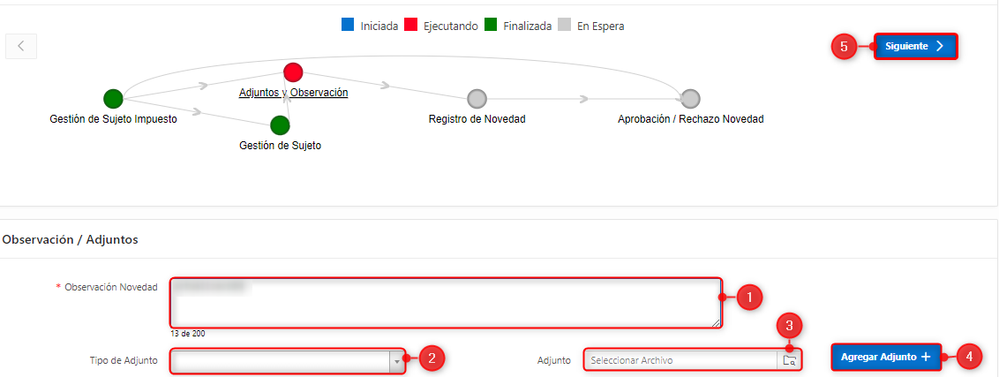 Iniciada Ejecutando Finalizada En Espera
5 Siguiente
Adjuntos y Observación
Gestión de Sujeto Impuesto
Registro de Novedad
Aprobación / Rechazo Novedad
Gestión de Sujeto
Observación / Adjuntos
* Observación Novedad
1
13 de 200
3
Tipo de Adjunto
2
Adjunto
Seleccionar Archivo
Agregar Adjunto +
4